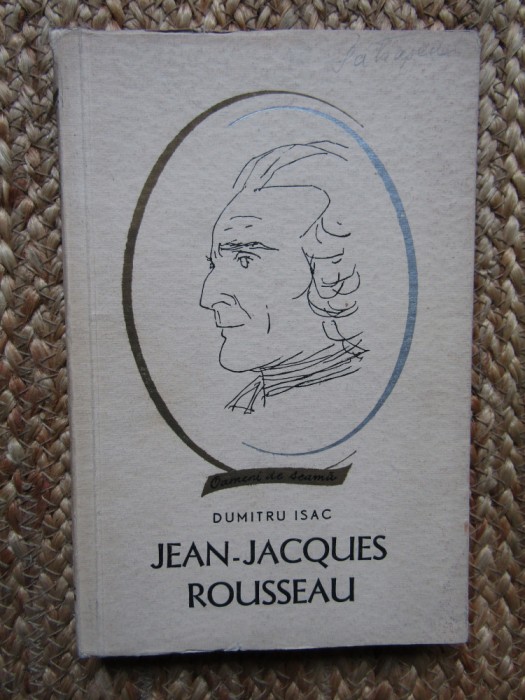 Oameni de seamă
DUMITRU ISAC
JEAN-JACQUES
ROUSSEAU